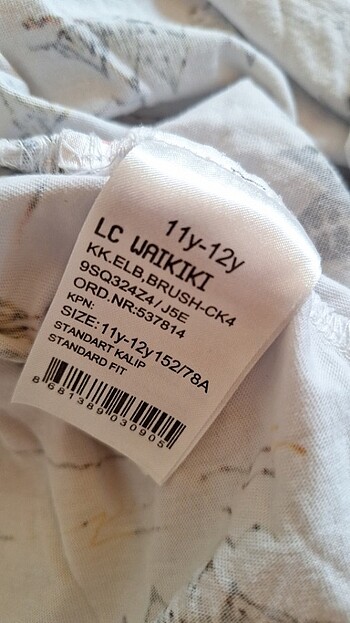 11y-12y
LC WAIKIKI
KK.ELB.BRUSH-CK4
9SQ324Z4 / J5E
ORD.NR:537814
KPN:
SIZE: 11y-12y152/78A
STANDART KALIP
STANDARD FIT
8681389030905